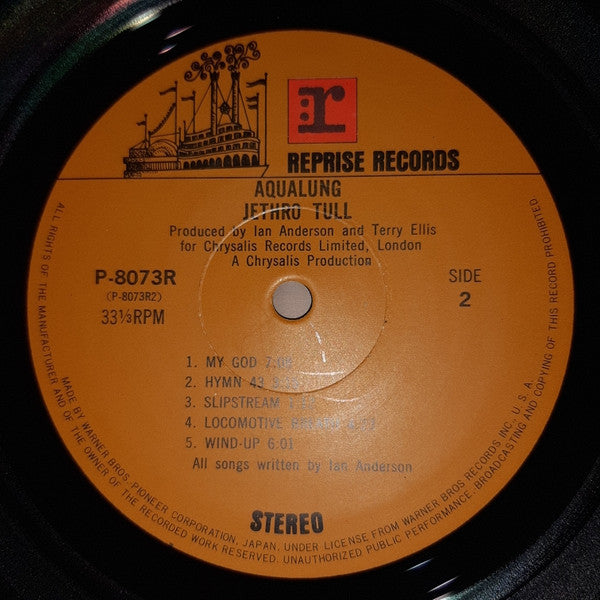 r
REPRISE RECORDS
AQUALUNG
JETHRO TULL
Produced by Ian Anderson and Terry Ellis
for Chrysalis Records Limited, London
A Chrysalis Production
P-8073R
(P-8073R2)
33⅓RPM
SIDE
2
1. MY GOD
2. HYMN 43
3. SLIPSTREAM
4. LOCOMOTIVE
5. WIND-UP 6:01
All songs written by Ian Anderson
STEREO
ALL RIGHTS OF THE MANUFACTURER AND OF THE OWNER OF THE RECORDED WORK RESERVED. UNAUTHORIZED PUBLIC PERFORMANCE, BROADCASTING AND COPYING OF THIS RECORD PROHIBITED
MADE BY WARNER BROS. PIONEER CORPORATION, JAPAN, UNDER LICENSE FROM WARNER BROS RECORDS INC., U. S. A.